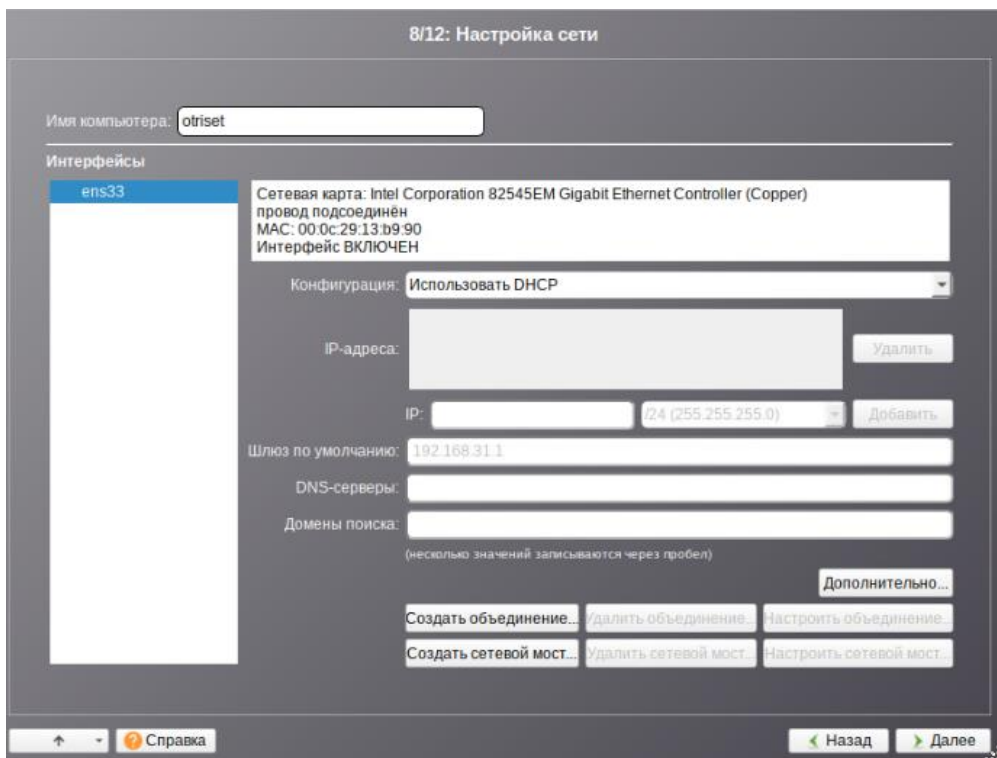 8/12: Настройка сети
Имя компьютера: otriset
Интерфейсы
ens33
Сетевая карта: Intel Corporation 82545EM Gigabit Ethernet Controller (Copper)
провод подсоединён
MAC: 00:0c:29:13:b9:90
Интерфейс ВКЛЮЧЕН
Конфигурация: Использовать DHCP
IP-адреса: Удалить
IP: /24 (255.255.255.0) Добавить
Шлюз по умолчанию: 192.168.31.1
DNS-серверы:
Домены поиска:
(несколько значений записываются через пробел)
Дополнительно...
Создать объединение... Удалить объединение... Настроить объединение...
Создать сетевой мост... Удалить сетевой мост... Настроить сетевой мост...
Справка Назад Далее